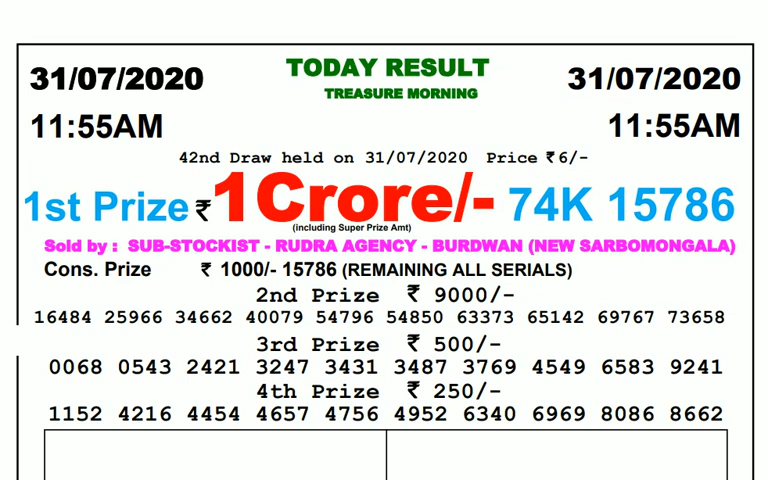 31/07/2020 TODAY RESULT 31/07/2020
TREASURE MORNING
11:55AM 11:55AM
42nd Draw held on 31/07/2020 Price ₹6/-
1st Prize ₹ 1Crore/- 74K 15786
(including Super Prize Amt)
Sold by : SUB-STOCKIST - RUDRA AGENCY - BURDWAN (NEW SARBOMONGALA)
Cons. Prize ₹ 1000/- 15786 (REMAINING ALL SERIALS)
2nd Prize ₹ 9000/-
16484 25966 34662 40079 54796 54850 63373 65142 69767 73658
3rd Prize ₹ 500/-
0068 0543 2421 3247 3431 3487 3769 4549 6583 9241
4th Prize ₹ 250/-
1152 4216 4454 4657 4756 4952 6340 6969 8086 8662